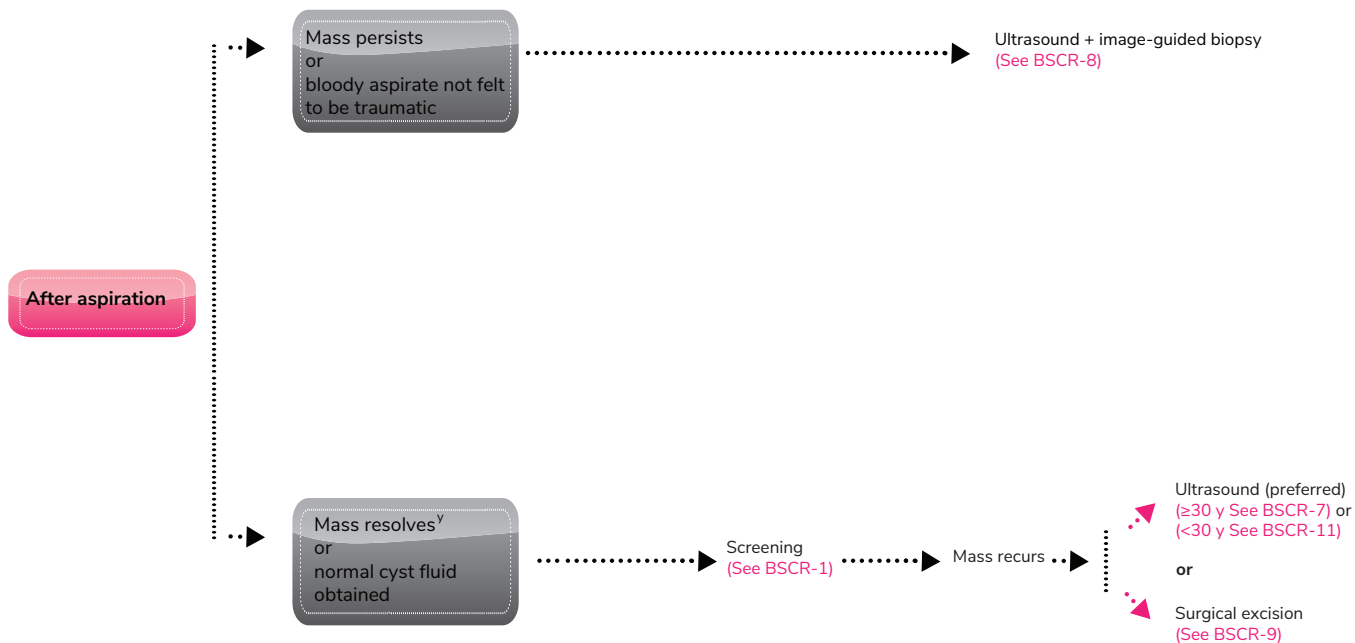 Mass persists
or
bloody aspirate not felt
to be traumatic
Ultrasound + image-guided biopsy
(See BSCR-8)
After aspiration
Mass resolvesʸ
or
normal cyst fluid
obtained
Screening
(See BSCR-1)
Mass recurs
Ultrasound (preferred)
(≥30 y See BSCR-7) or
(<30 y See BSCR-11)
or
Surgical excision
(See BSCR-9)